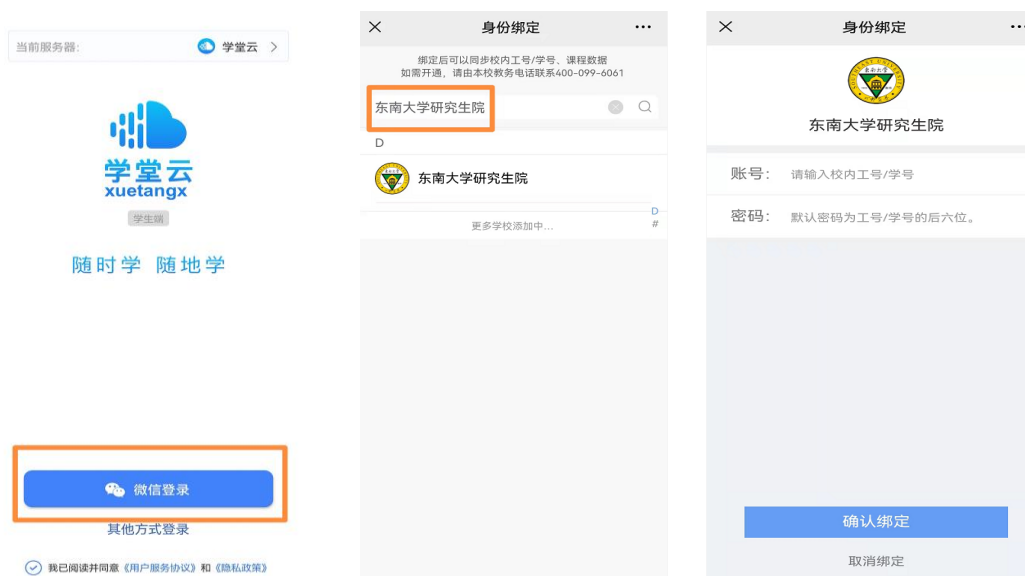 当前服务器:
学堂云
学堂云
xuetangx
学生端
随时学 随地学
微信登录
其他方式登录
我已阅读并同意《用户服务协议》和《隐私政策》
身份绑定
绑定后可以同步校内工号/学号、课程数据
如需开通，请由本校教务电话联系400-099-6061
东南大学研究生院
D
东南大学研究生院
更多学校添加中...
D
#
身份绑定
东南大学研究生院
账号: 请输入校内工号/学号
密码: 默认密码为工号/学号的后六位。
确认绑定
取消绑定